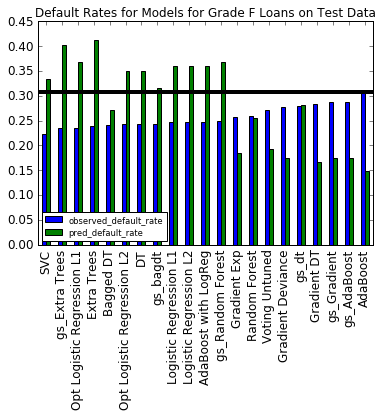 Default Rates for Models for Grade F Loans on Test Data
0.45
0.40
0.35
0.30
0.25
0.20
0.15
0.10
0.05
0.00
observed_default_rate
pred_default_rate
SVC
gs_Extra Trees
Opt Logistic Regression L1
Extra Trees
Bagged DT
Opt Logistic Regression L2
DT
gs_bagdt
Logistic Regression L1
Logistic Regression L2
AdaBoost with LogReg
gs_Random Forest
Gradient Exp
Random Forest
Voting Untuned
Gradient Deviance
gs_dt
Gradient DT
gs_Gradient
gs_AdaBoost
AdaBoost